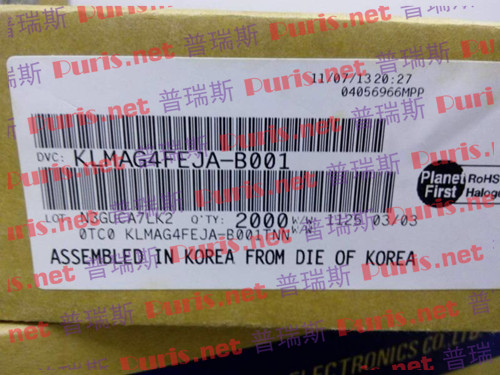 11/07/13 20:27
04056966MPP
DVC: KLMAG4FEJA-B001
Planet First
RoHS
Haloge
LOT Q'TY: 2000 W/W 1125 03/03
0TC0 KLMAG4FEJA-B001TNN
ASSEMBLED IN KOREA FROM DIE OF KOREA
ELECTRONICS CO., LTD
普瑞斯 Puris.net